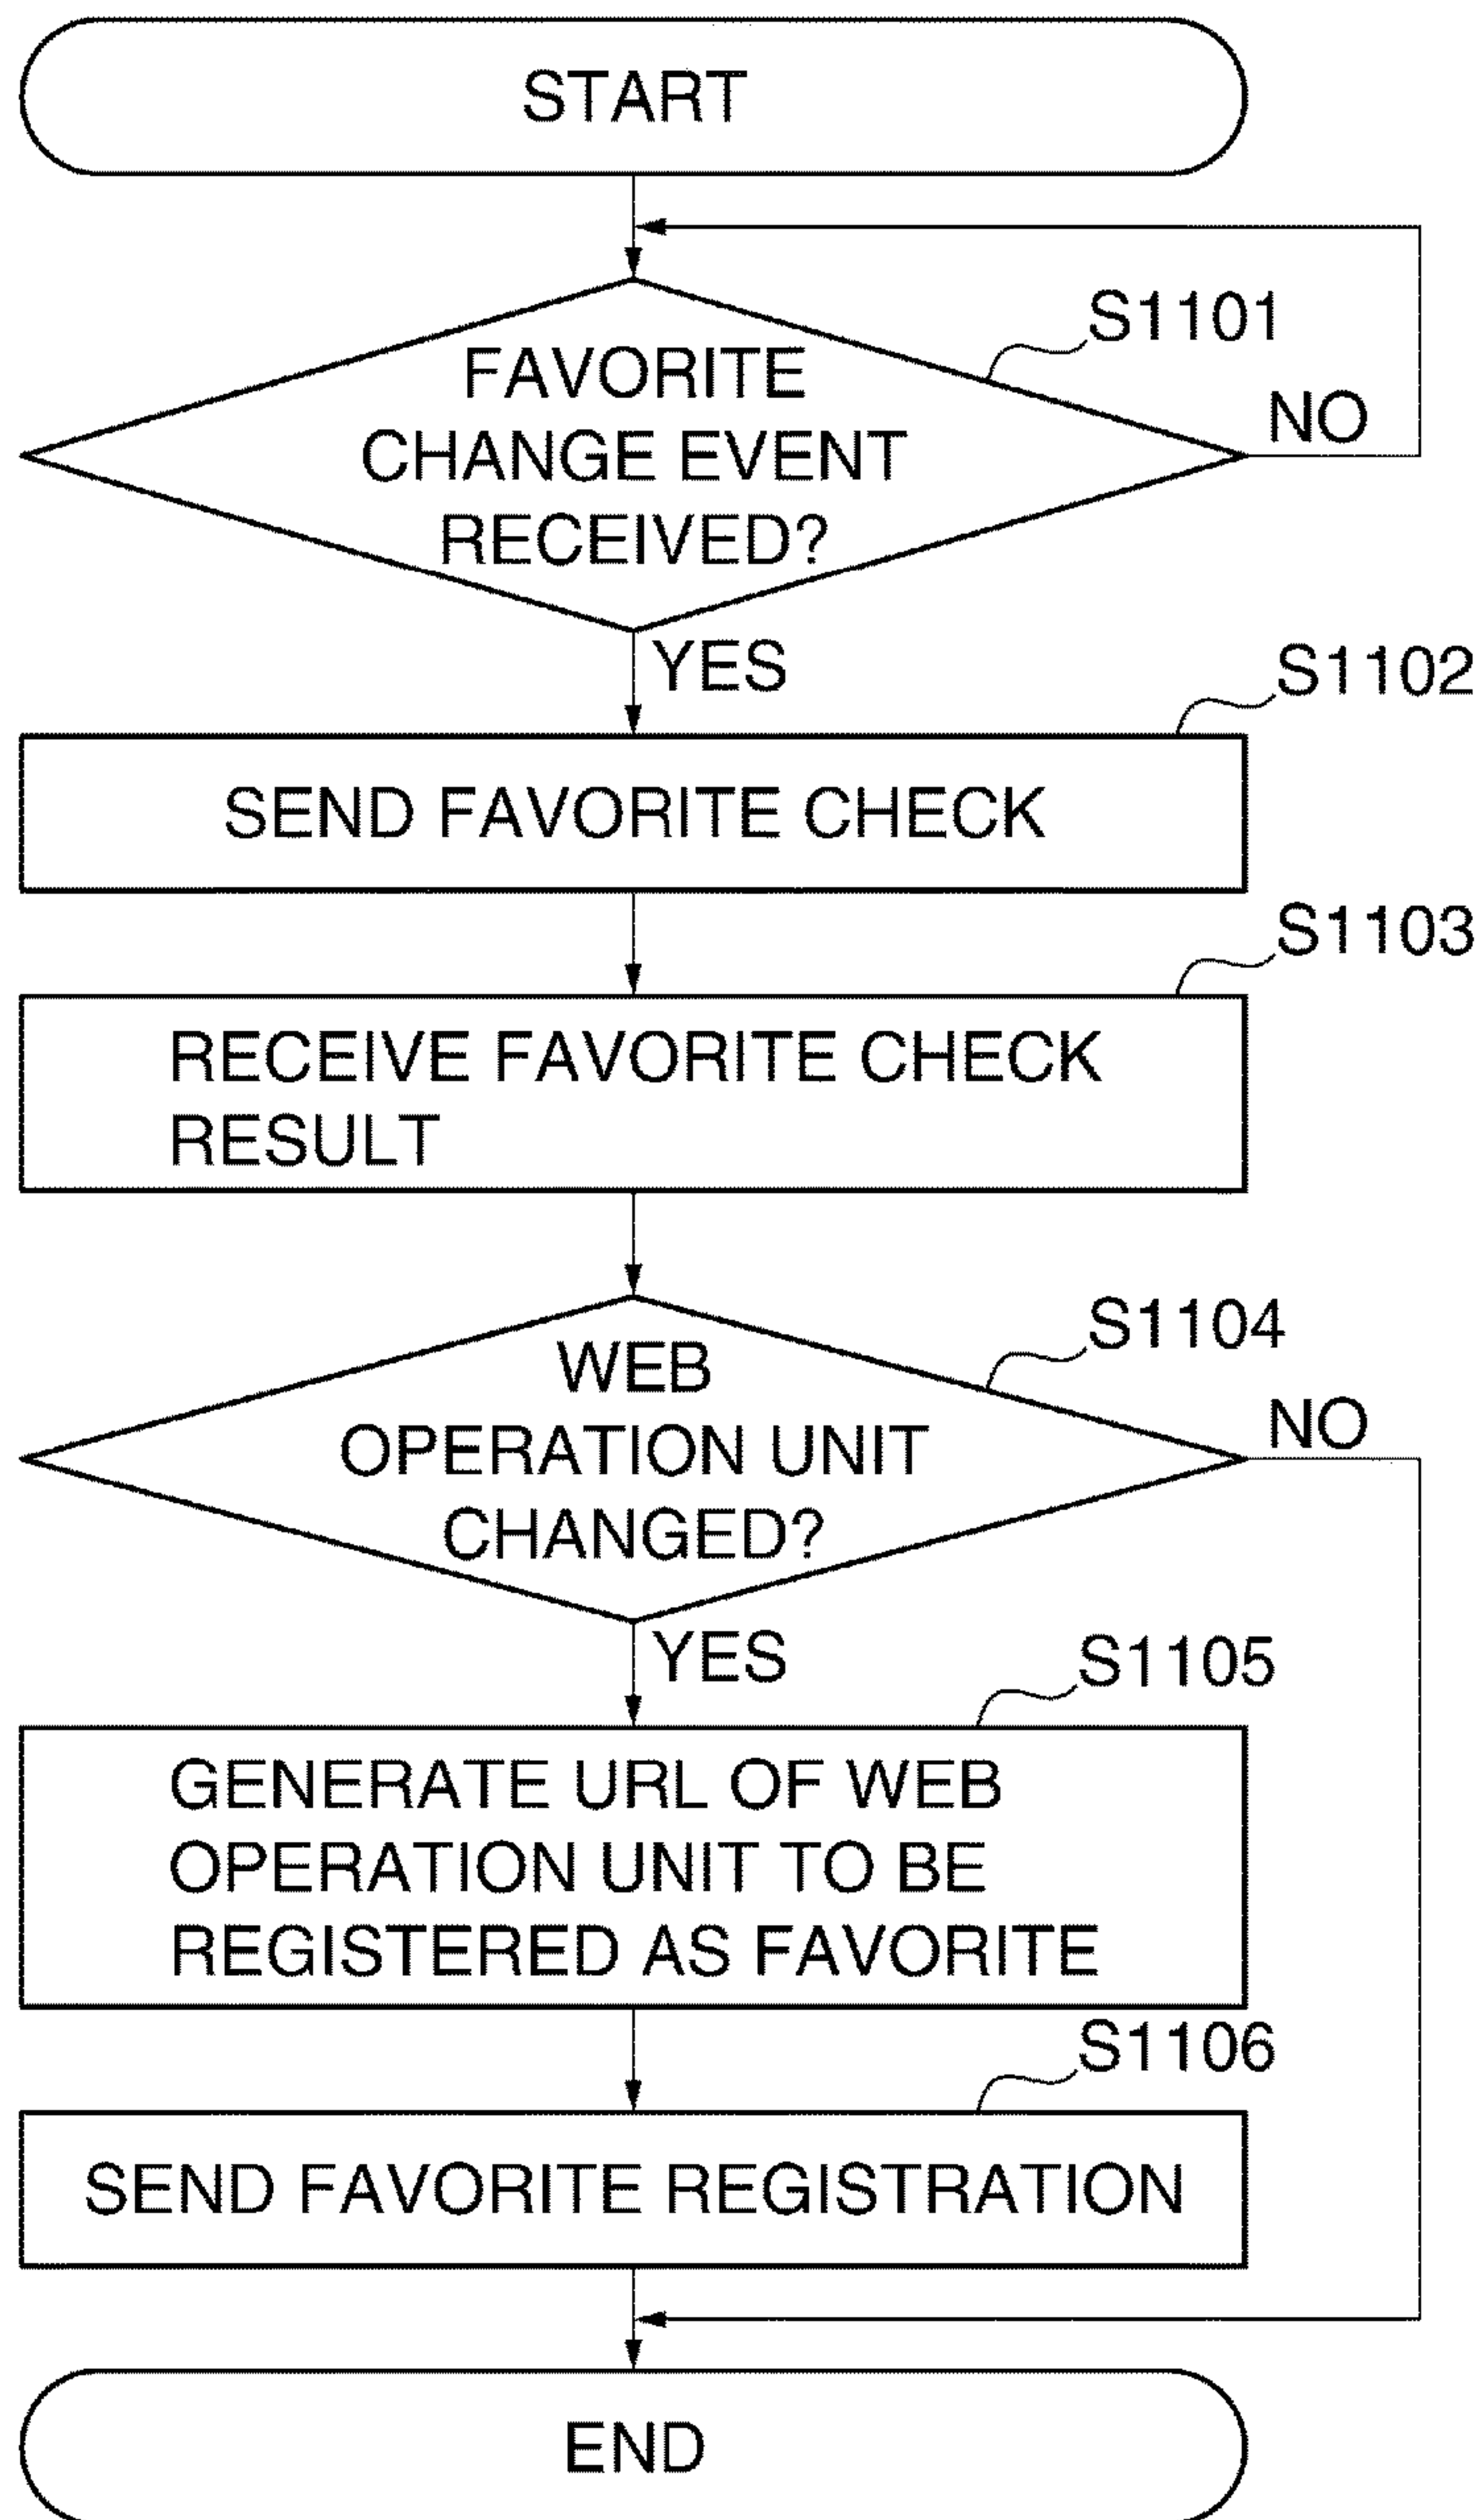 START
S1101
FAVORITE
CHANGE EVENT
RECEIVED?
NO
YES
S1102
SEND FAVORITE CHECK
S1103
RECEIVE FAVORITE CHECK
RESULT
S1104
WEB
OPERATION UNIT
CHANGED?
NO
YES
S1105
GENERATE URL OF WEB
OPERATION UNIT TO BE
REGISTERED AS FAVORITE
S1106
SEND FAVORITE REGISTRATION
END